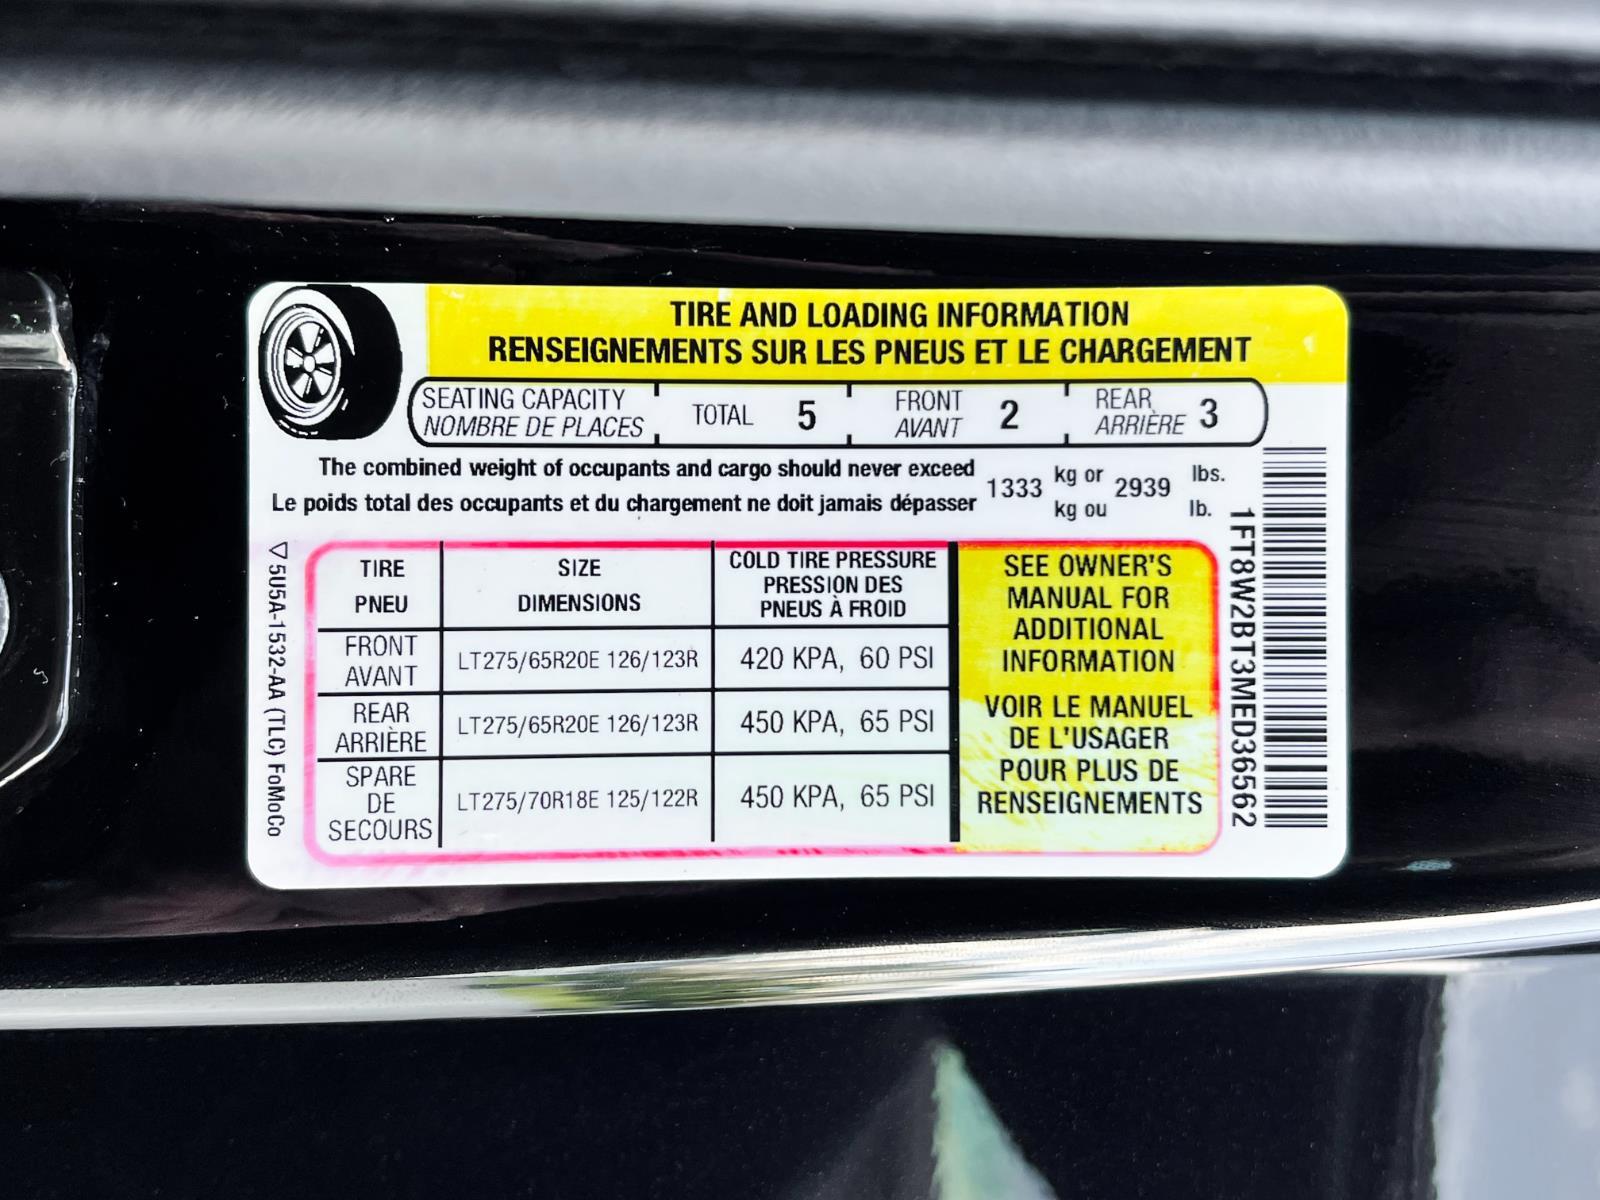 TIRE AND LOADING INFORMATION
RENSEIGNEMENTS SUR LES PNEUS ET LE CHARGEMENT
SEATING CAPACITY
NOMBRE DE PLACES
TOTAL 5
FRONT
AVANT
2
REAR
ARRIÈRE
3
The combined weight of occupants and cargo should never exceed
Le poids total des occupants et du chargement ne doit jamais dépasser
1333
kg or
kg ou
2939
lbs.
lb.
TIRE
PNEU
SIZE
DIMENSIONS
COLD TIRE PRESSURE
PRESSION DES
PNEUS À FROID
FRONT
AVANT
LT275/65R20E 126/123R
420 KPA, 60 PSI
REAR
ARRIÈRE
LT275/65R20E 126/123R
450 KPA, 65 PSI
SPARE
DE
SECOURS
LT275/70R18E 125/122R
450 KPA, 65 PSI
SEE OWNER'S
MANUAL FOR
ADDITIONAL
INFORMATION
VOIR LE MANUEL
DE L'USAGER
POUR PLUS DE
RENSEIGNEMENTS
5U5A-1532-AA (TLC) FoMoCo
1FT8W2BT3MED36562